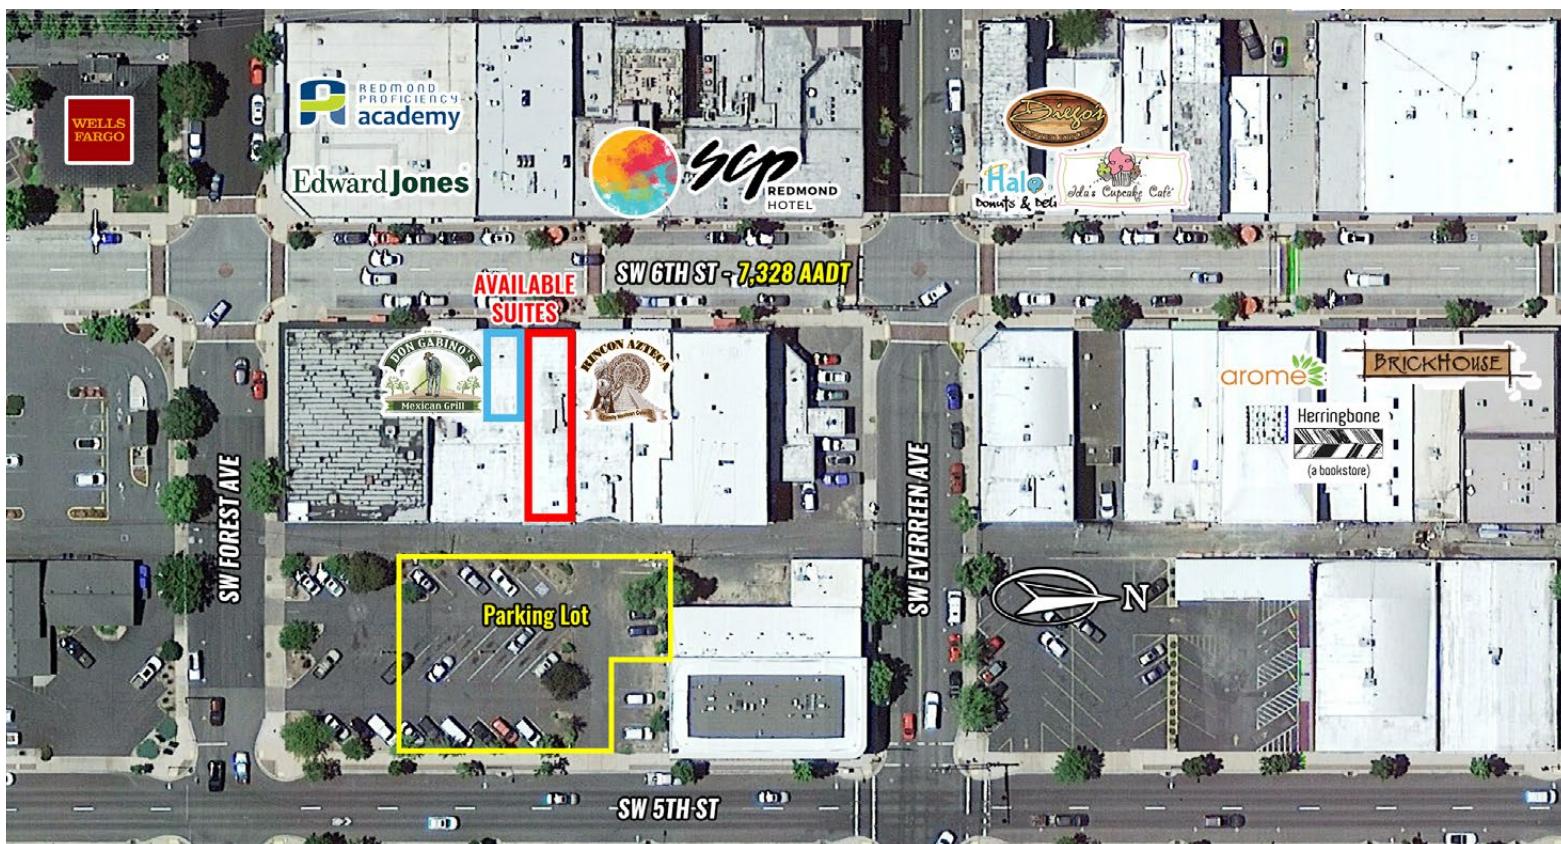 WELLS
FARGO
REDMOND
PROFICIENCY
academy
Edward Jones
scp
REDMOND
HOTEL
Diego's
Halo
Donuts & Deli
Ida's Cupcake Café
SW 6TH ST - 7,328 AADT
AVAILABLE
SUITES
DON GABINO'S
Mexican Grill
RINCON AZTECA
arome
BRICKHOUSE
Herringbone
(a bookstore)
SW FOREST AVE
SW EVERREEN AVE
Parking Lot
N
SW 5TH ST